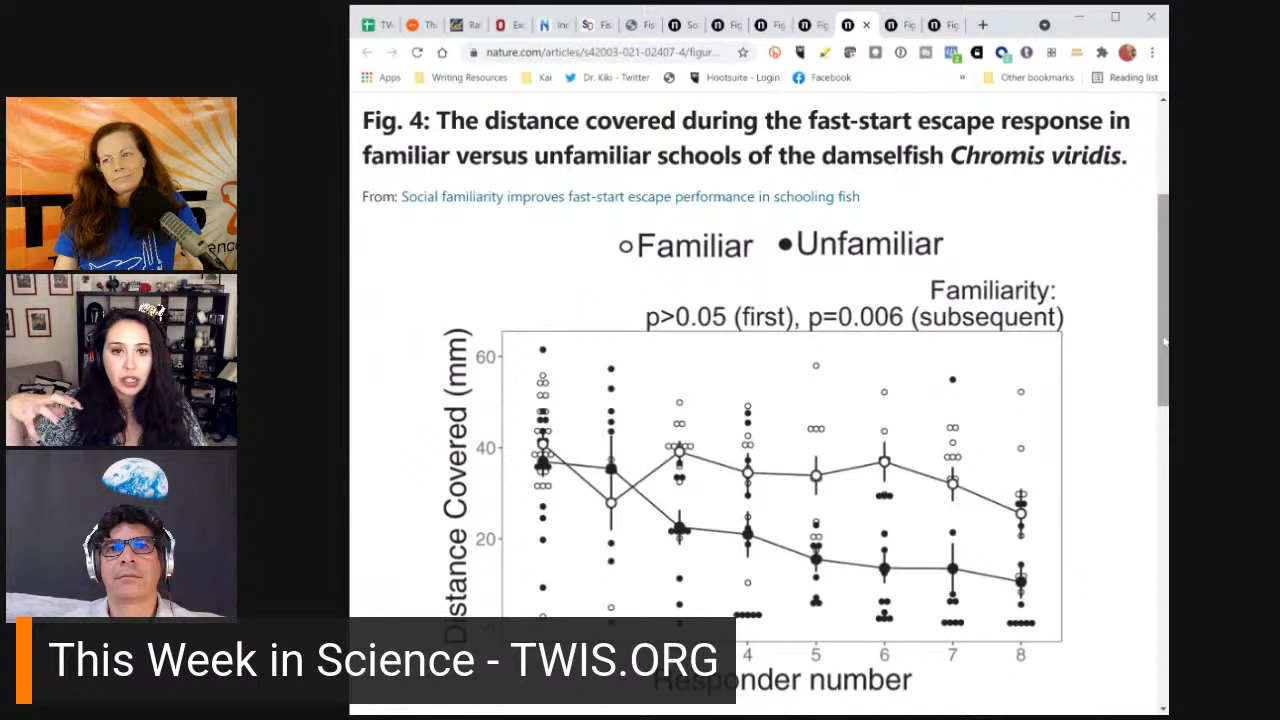 nature.com/articles/s42003-021-02407-4/figur...
Apps Writing Resources Kai Dr. Kiki - Twitter Hootsuite - Login Facebook » Other bookmarks Reading list
Fig. 4: The distance covered during the fast-start escape response in
familiar versus unfamiliar schools of the damselfish Chromis viridis.
From: Social familiarity improves fast-start escape performance in schooling fish
Familiar Unfamiliar
Familiarity:
p>0.05 (first), p=0.006 (subsequent)
Distance Covered (mm)
60
40
20
4 5 6 7 8
Responder number
This Week in Science - TWIS.ORG